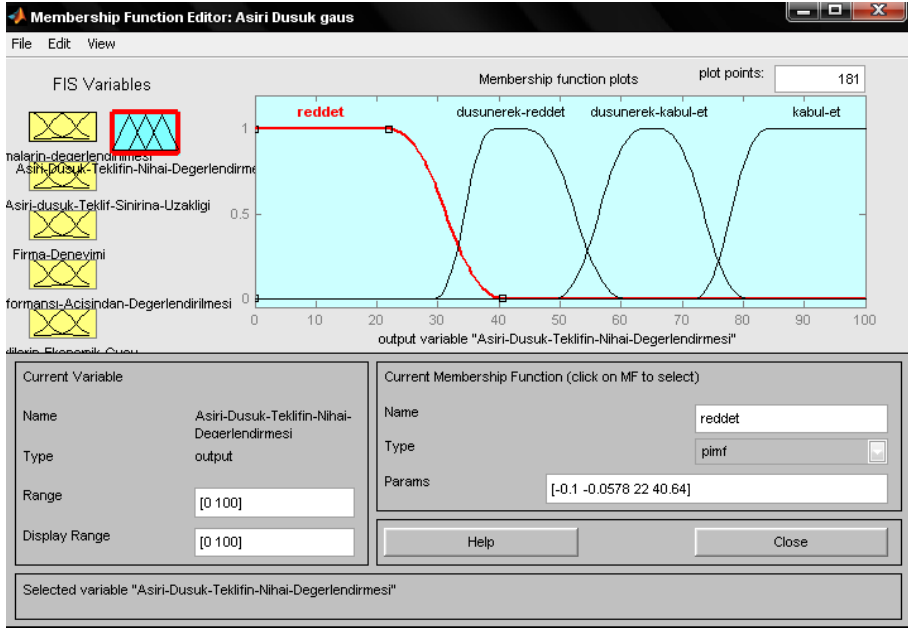 Membership Function Editor: Asiri Dusuk gaus
File Edit View
FIS Variables
Membership function plots
plot points:
181
malarin-degerlendirilmesi
Asiri-Dusuk-Teklifin-Nihai-Degerlendirme
Asiri-dusuk-Teklif-Sinirina-Uzakligi
Firma-Deneyimi
formansı-Acisindan-Degerlendirilmesi
reddet
dusunerek-reddet
dusunerek-kabul-et
kabul-et
1
0.5
0
0 10 20 30 40 50 60 70 80 90 100
output variable "Asiri-Dusuk-Teklifin-Nihai-Degerlendirmesi"
Current Variable
Name
Asiri-Dusuk-Teklifin-Nihai-
Degerlendirmesi
Type
output
Range
[0 100]
Display Range
[0 100]
Current Membership Function (click on MF to select)
Name
reddet
Type
pimf
Params
[-0.1 -0.0578 22 40.64]
Help
Close
Selected variable "Asiri-Dusuk-Teklifin-Nihai-Degerlendirmesi"